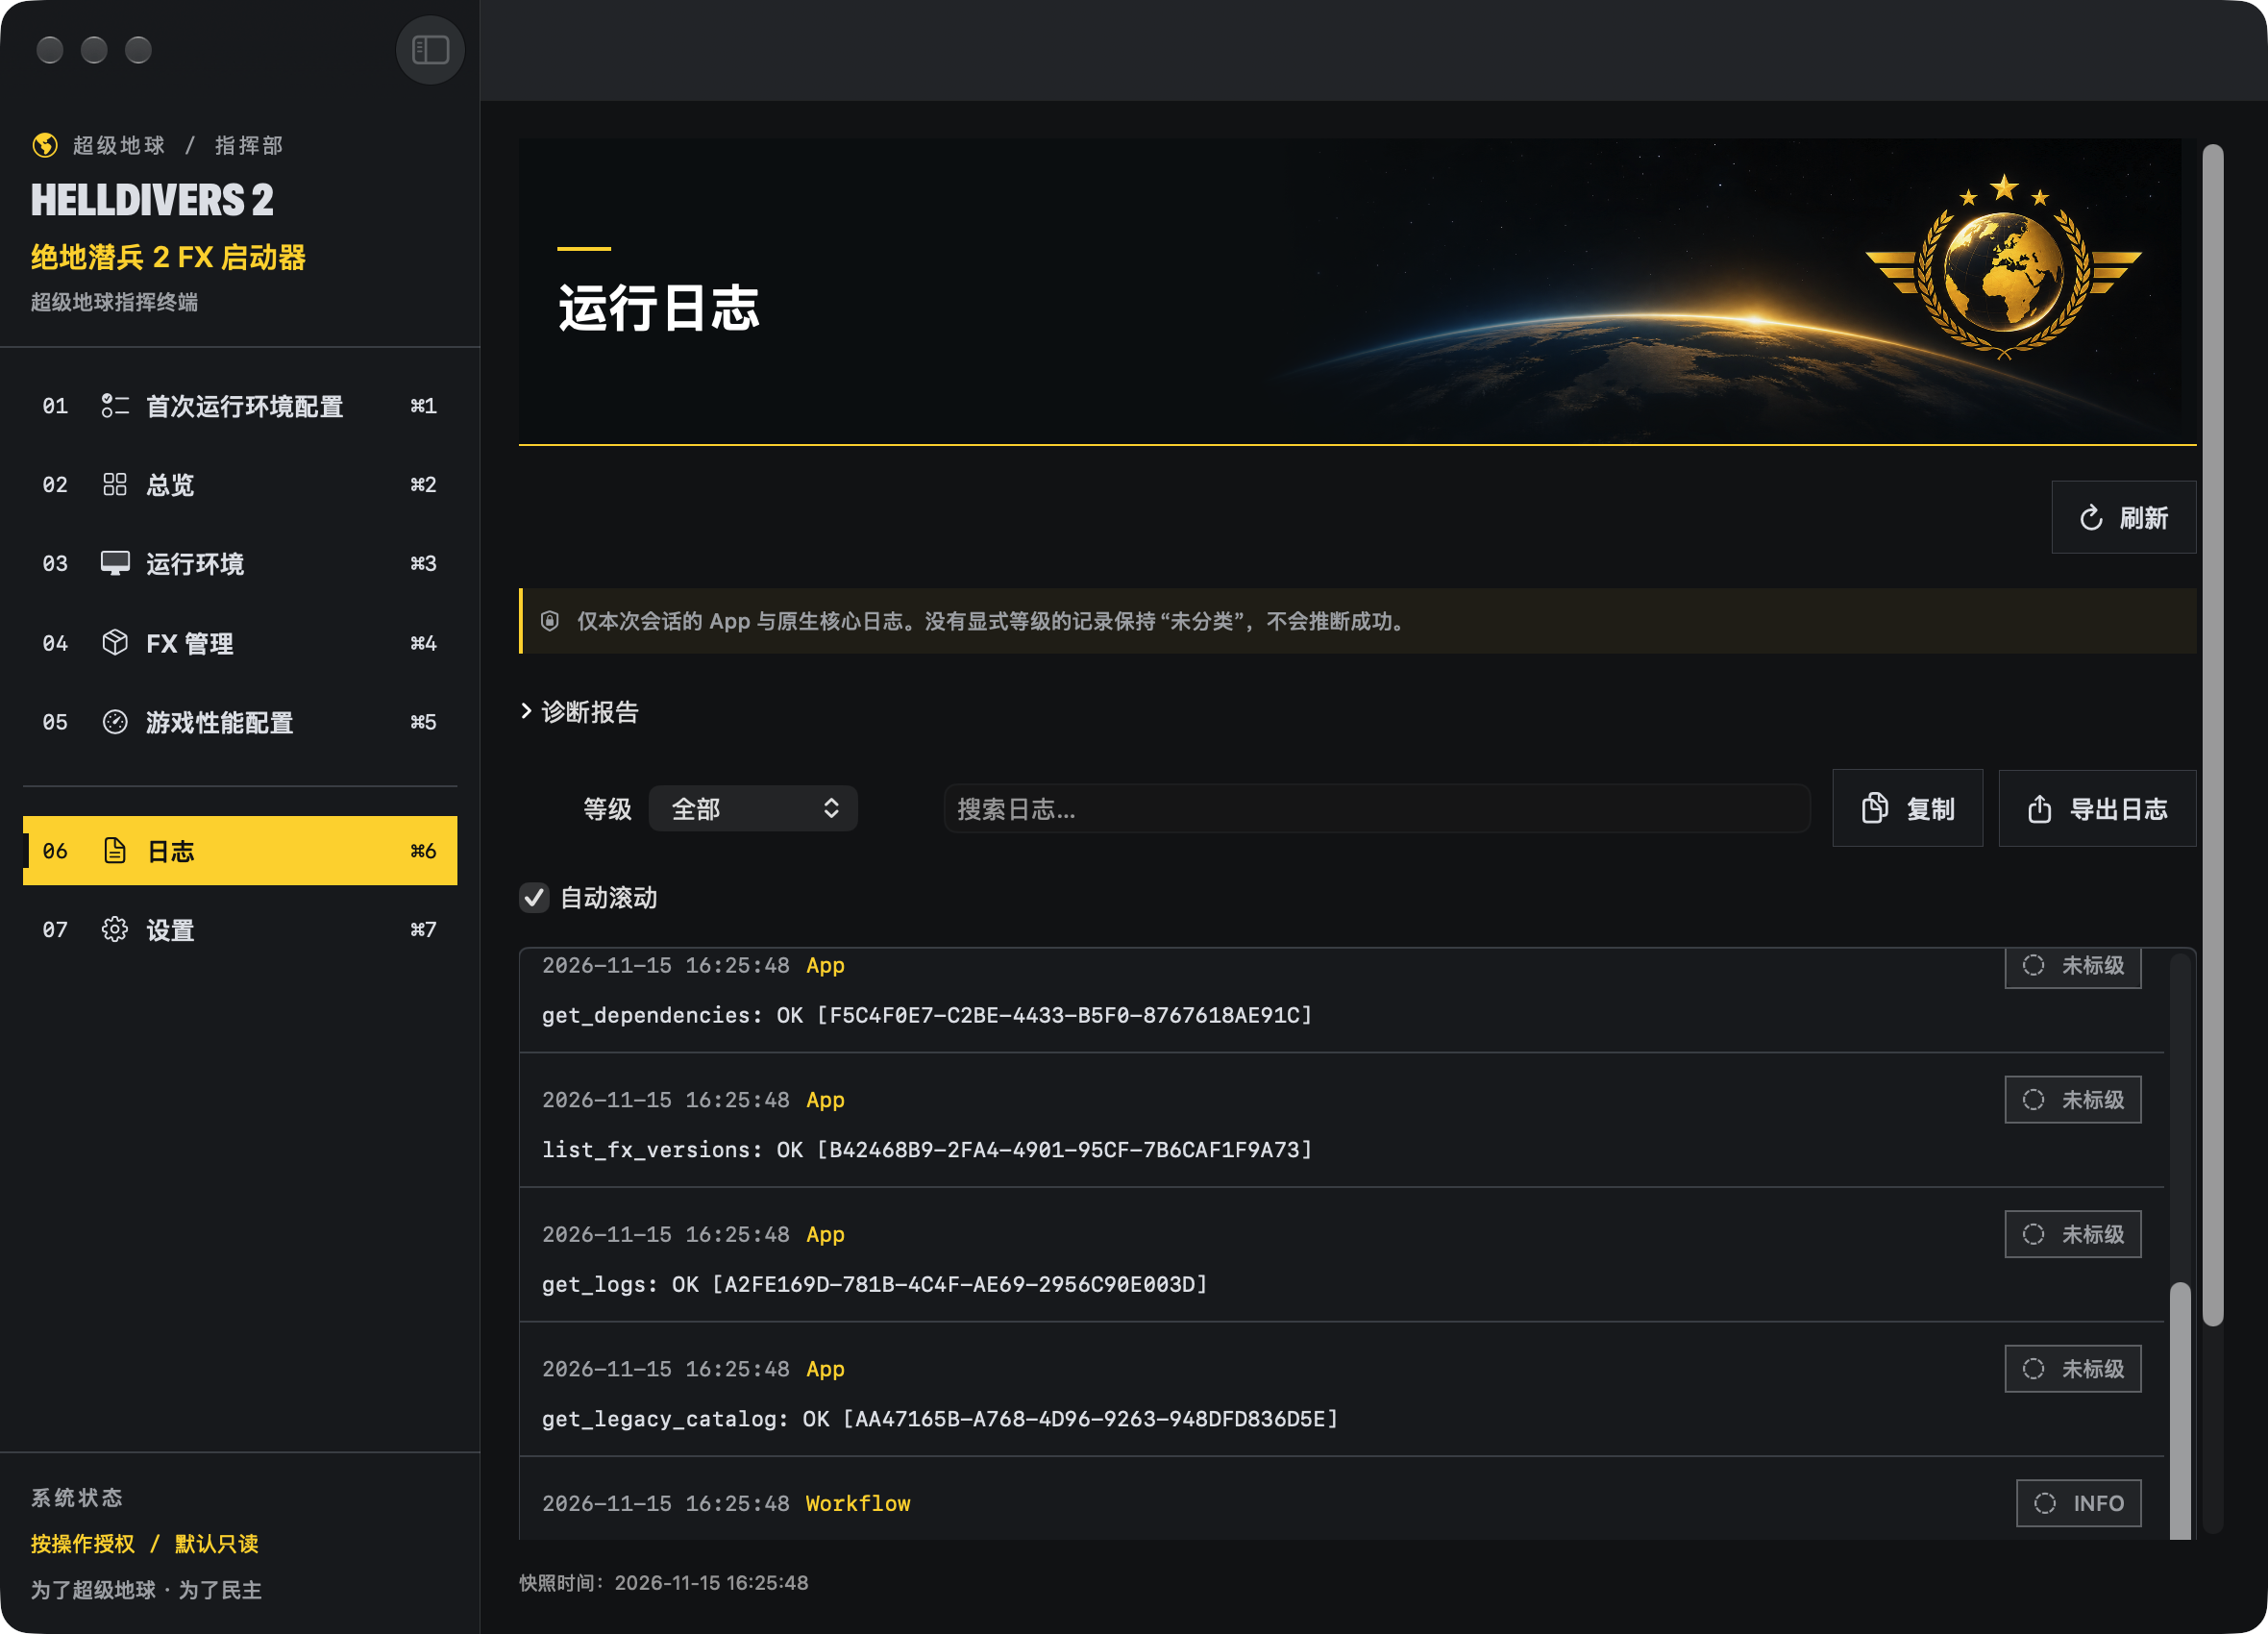 超级地球 / 指挥部
HELLDIVERS 2
绝地潜兵 2 FX 启动器
超级地球指挥终端
01 首次运行环境配置 ⌘1
02 总览 ⌘2
03 运行环境 ⌘3
04 FX 管理 ⌘4
05 游戏性能配置 ⌘5
06 日志 ⌘6
07 设置 ⌘7
系统状态
按操作授权 / 默认只读
为了超级地球 · 为了民主
运行日志
刷新
仅本次会话的 App 与原生核心日志。没有显式等级的记录保持“未分类”，不会推断成功。
诊断报告
等级 全部 搜索日志... 复制 导出日志
自动滚动
2026-11-15 16:25:48 App 未标级
get_dependencies: OK [F5C4F0E7-C2BE-4433-B5F0-8767618AE91C]
2026-11-15 16:25:48 App 未标级
list_fx_versions: OK [B42468B9-2FA4-4901-95CF-7B6CAF1F9A73]
2026-11-15 16:25:48 App 未标级
get_logs: OK [A2FE169D-781B-4C4F-AE69-2956C90E003D]
2026-11-15 16:25:48 App 未标级
get_legacy_catalog: OK [AA47165B-A768-4D96-9263-948DFD836D5E]
2026-11-15 16:25:48 Workflow INFO
快照时间：2026-11-15 16:25:48